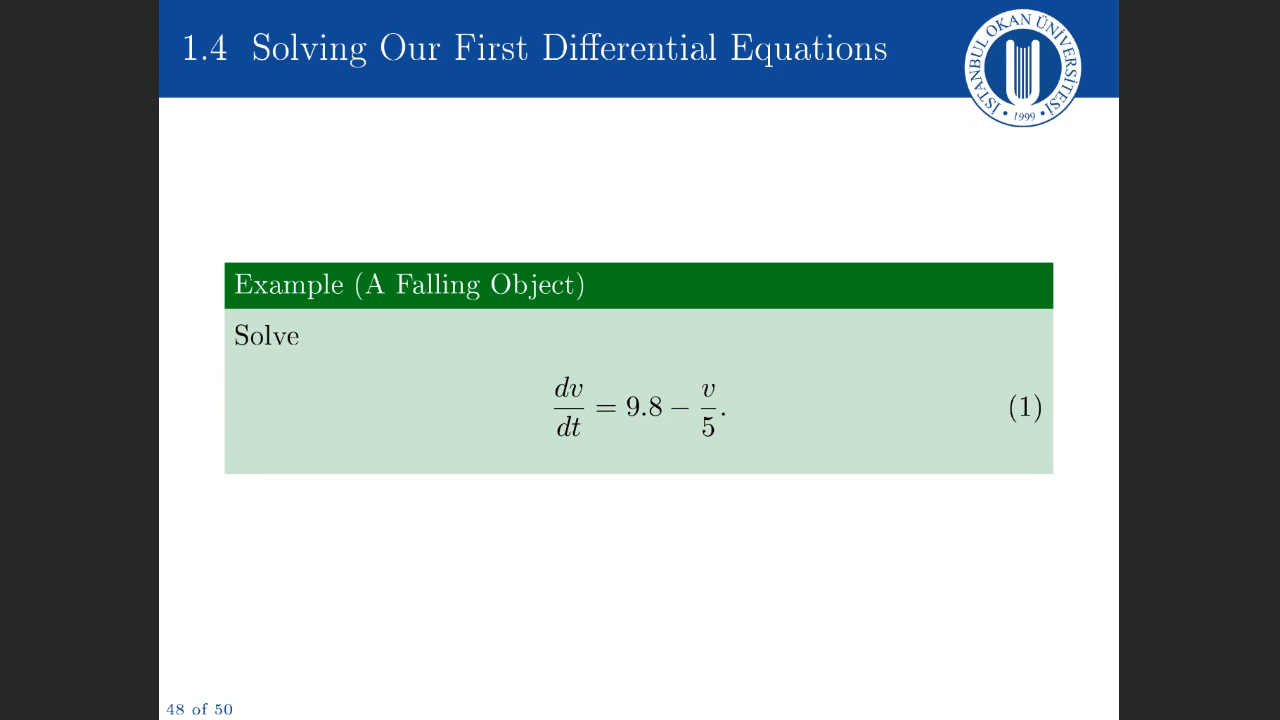 1.4 Solving Our First Differential Equations
İSTANBUL OKAN ÜNİVERSİTESİ
• 1999 •
Example (A Falling Object)
Solve
dv/dt = 9.8 − v/5. (1)
48 of 50